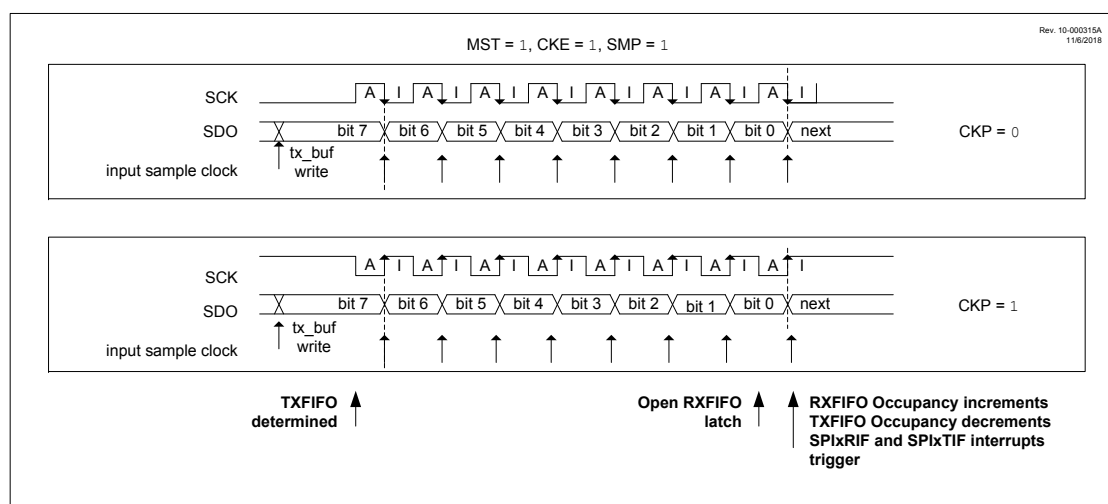 Rev. 10-000315A
11/6/2018
MST = 1, CKE = 1, SMP = 1
SCK A I A I A I A I A I A I A I A I
SDO bit 7 bit 6 bit 5 bit 4 bit 3 bit 2 bit 1 bit 0 next
CKP = 0
tx_buf
write
input sample clock
SCK A I A I A I A I A I A I A I A I
SDO bit 7 bit 6 bit 5 bit 4 bit 3 bit 2 bit 1 bit 0 next
CKP = 1
tx_buf
write
input sample clock
TXFIFO
determined
Open RXFIFO
latch
RXFIFO Occupancy increments
TXFIFO Occupancy decrements
SPIxRIF and SPIxTIF interrupts
trigger